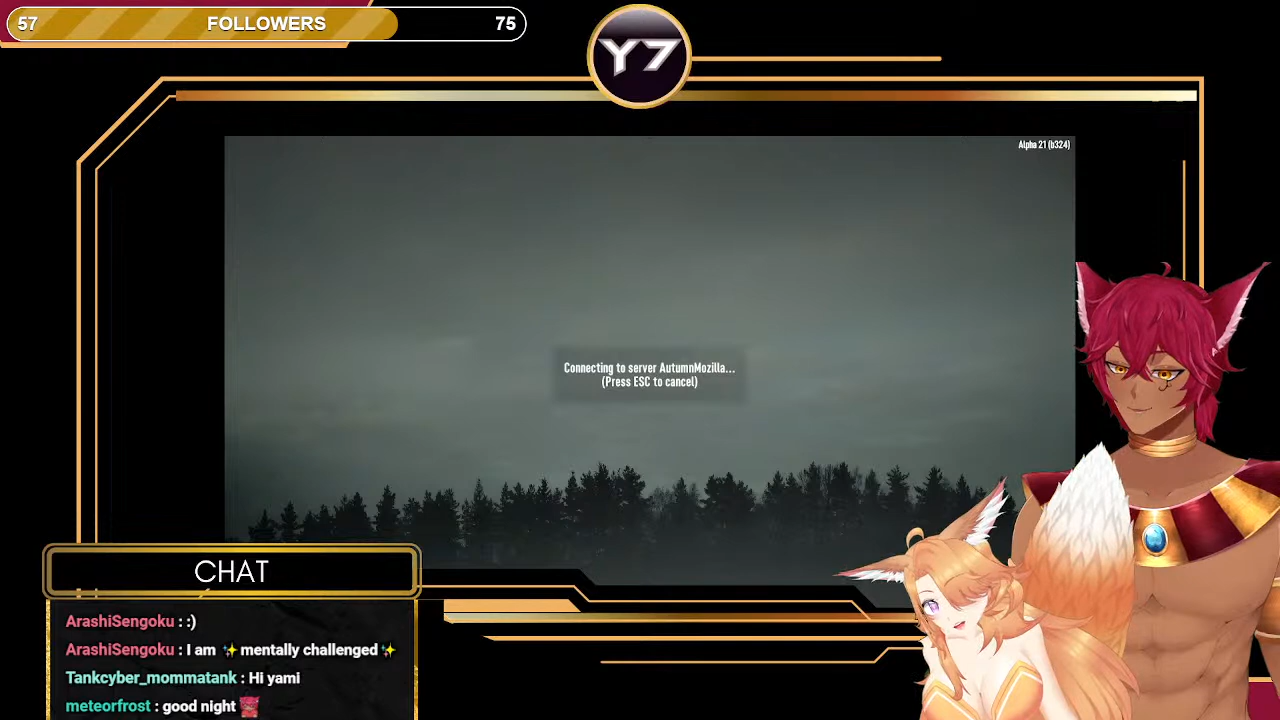 57 FOLLOWERS 75
Y7
Alpha 21 (b324)
Connecting to server AutumnMozilla...
(Press ESC to cancel)
CHAT
ArashiSengoku : :)
ArashiSengoku : I am ✨mentally challenged✨
Tankcyber_mommatank : Hi yami
meteorfrost : good night